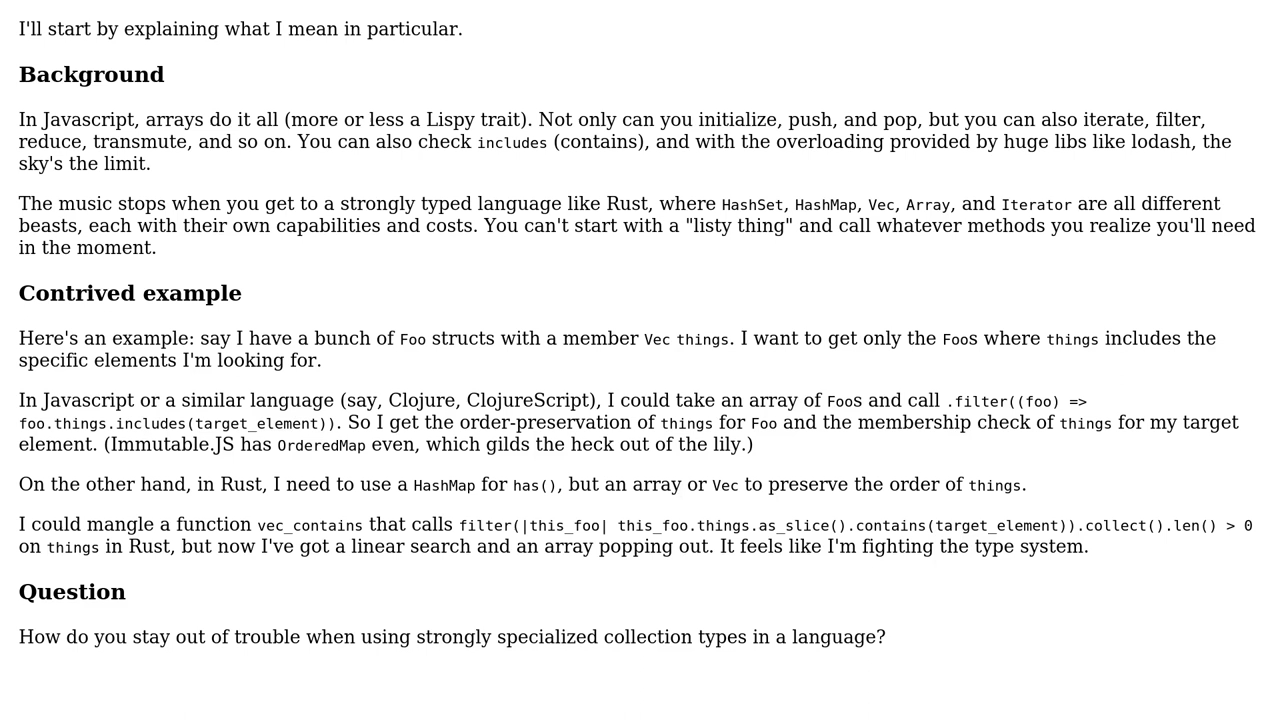 I'll start by explaining what I mean in particular.
Background
In Javascript, arrays do it all (more or less a Lispy trait). Not only can you initialize, push, and pop, but you can also iterate, filter,
reduce, transmute, and so on. You can also check includes (contains), and with the overloading provided by huge libs like lodash, the
sky's the limit.
The music stops when you get to a strongly typed language like Rust, where HashSet, HashMap, Vec, Array, and Iterator are all different
beasts, each with their own capabilities and costs. You can't start with a "listy thing" and call whatever methods you realize you'll need
in the moment.
Contrived example
Here's an example: say I have a bunch of Foo structs with a member Vec things. I want to get only the Foos where things includes the
specific elements I'm looking for.
In Javascript or a similar language (say, Clojure, ClojureScript), I could take an array of Foos and call .filter((foo) =>
foo.things.includes(target_element)). So I get the order-preservation of things for Foo and the membership check of things for my target
element. (Immutable.JS has OrderedMap even, which gilds the heck out of the lily.)
On the other hand, in Rust, I need to use a HashMap for has(), but an array or Vec to preserve the order of things.
I could mangle a function vec_contains that calls filter(|this_foo| this_foo.things.as_slice().contains(target_element)).collect().len() > 0
on things in Rust, but now I've got a linear search and an array popping out. It feels like I'm fighting the type system.
Question
How do you stay out of trouble when using strongly specialized collection types in a language?